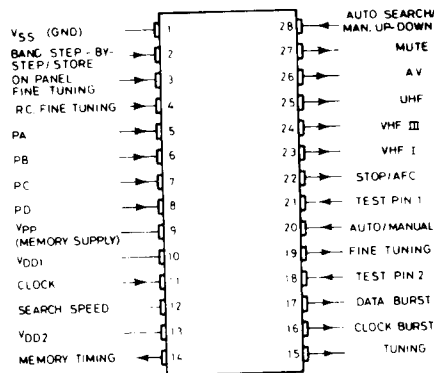 VSS (GND)
BAND STEP-BY-
STEP/STORE
ON PANEL
FINE TUNING
R.C. FINE TUNING
PA
PB
PC
PD
VPP
(MEMORY SUPPLY)
VDD1
CLOCK
SEARCH SPEED
VDD2
MEMORY TIMING
1
2
3
4
5
6
7
8
9
10
11
12
13
14
28
27
26
25
24
23
22
21
20
19
18
17
16
15
AUTO SEARCH/
MAN. UP-DOWN
MUTE
AV
UHF
VHF III
VHF I
STOP/AFC
TEST PIN 1
AUTO/MANUAL
FINE TUNING
TEST PIN 2
DATA BURST
CLOCK BURST
TUNING